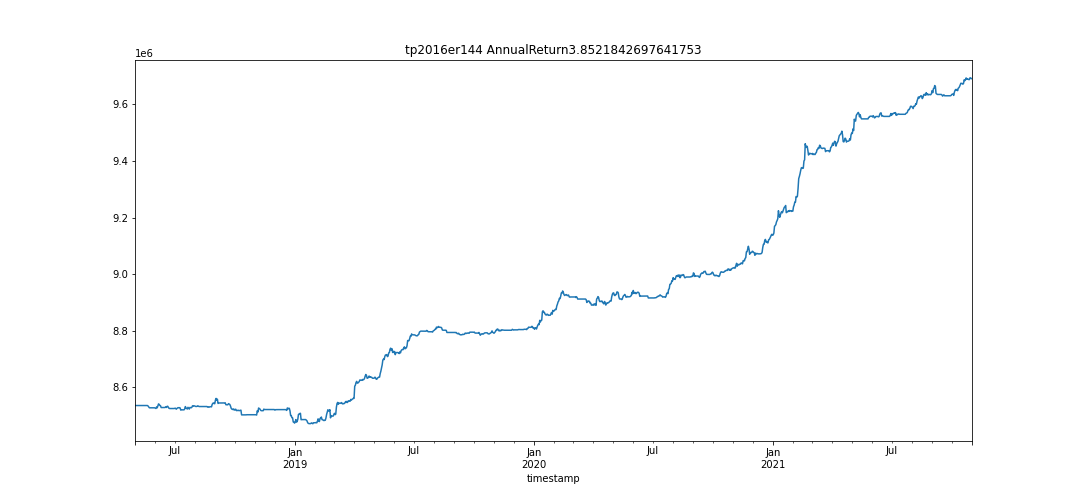 tp2016er144 AnnualReturn3.8521842697641753
1e6
9.6
9.4
9.2
9.0
8.8
8.6
Jul Jan Jul Jan Jul Jan Jul
2019 2020 2021
timestamp